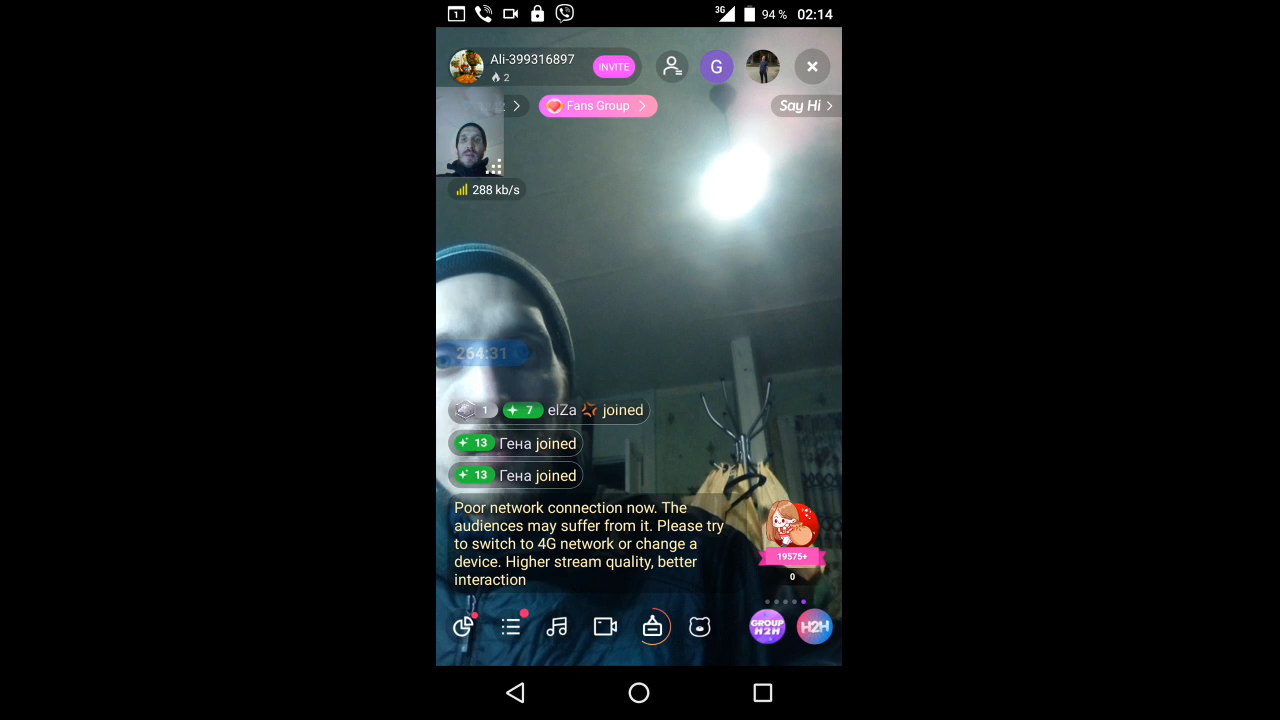 1
3G
94 %
02:14
Ali-399316897
2
INVITE
G
Fans Group
Say Hi
288 kb/s
264:31
1
7
elZa
joined
13
Гена joined
13
Гена joined
Poor network connection now. The
audiences may suffer from it. Please try
to switch to 4G network or change a
device. Higher stream quality, better
interaction
19575+
0
GROUP
H2H
H2H